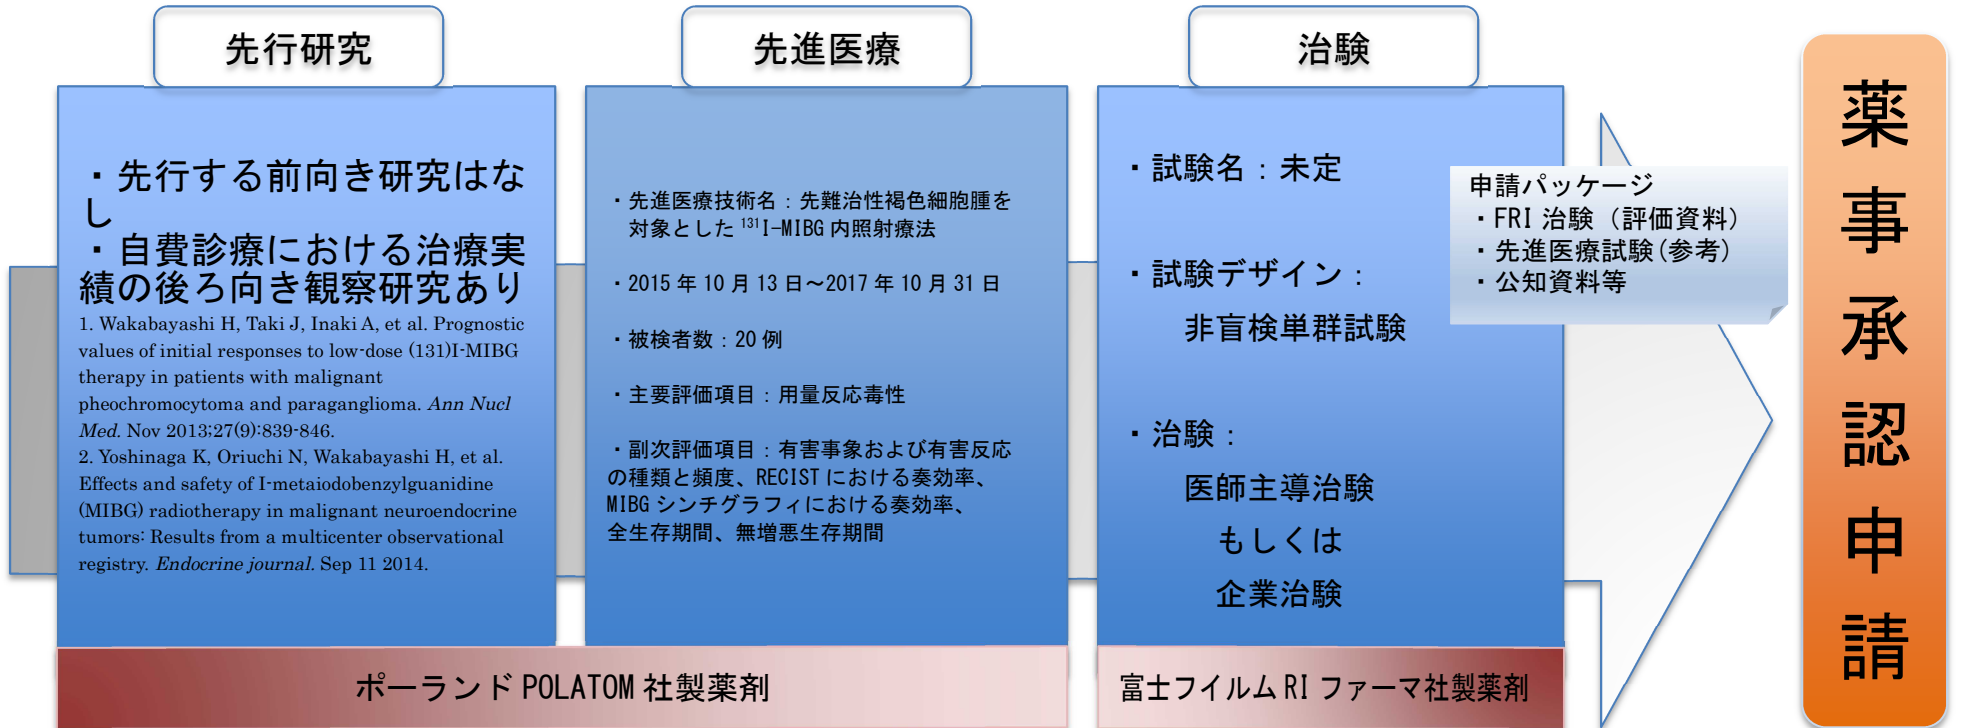 先行研究
・先行する前向き研究はな
し
・自費診療における治療実
績の後ろ向き観察研究あり
1. Wakabayashi H, Taki J, Inaki A, et al. Prognostic
values of initial responses to low-dose (131)I-MIBG
therapy in patients with malignant
pheochromocytoma and paraganglioma. Ann Nucl
Med. Nov 2013;27(9):839-846.
2. Yoshinaga K, Oriuchi N, Wakabayashi H, et al.
Effects and safety of I-metaiodobenzylguanidine
(MIBG) radiotherapy in malignant neuroendocrine
tumors: Results from a multicenter observational
registry. Endocrine journal. Sep 11 2014.
先進医療
・先進医療技術名：先難治性褐色細胞腫を
対象とした 131I-MIBG 内照射療法
・2015 年 10 月 13 日～2017 年 10 月 31 日
・被検者数：20 例
・主要評価項目：用量反応毒性
・副次評価項目：有害事象および有害反応
の種類と頻度、RECIST における奏効率、
MIBG シンチグラフィにおける奏効率、
全生存期間、無増悪生存期間
ポーランド POLATOM 社製薬剤
治験
・試験名：未定
・試験デザイン：
非盲検単群試験
・治験：
医師主導治験
もしくは
企業治験
富士フイルム RI ファーマ社製薬剤
申請パッケージ
・FRI 治験（評価資料）
・先進医療試験(参考)
・公知資料等
薬事承認申請